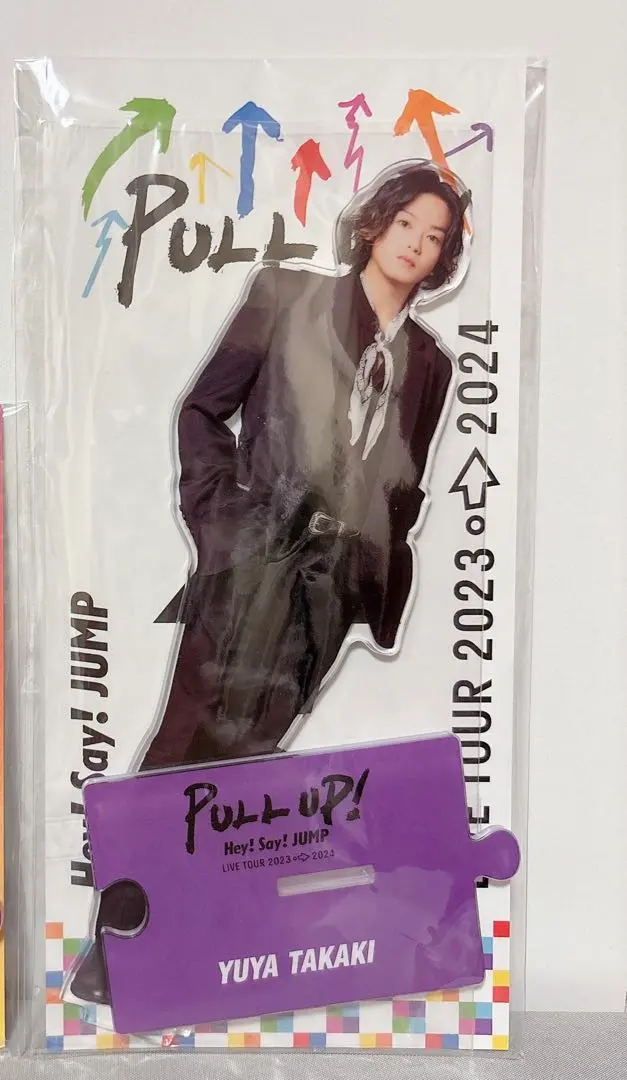 PULL
LIVE TOUR 2023⇨2024
Hey! Say! JUMP
PULL UP!
Hey! Say! JUMP
LIVE TOUR 2023⇨2024
YUYA TAKAKI